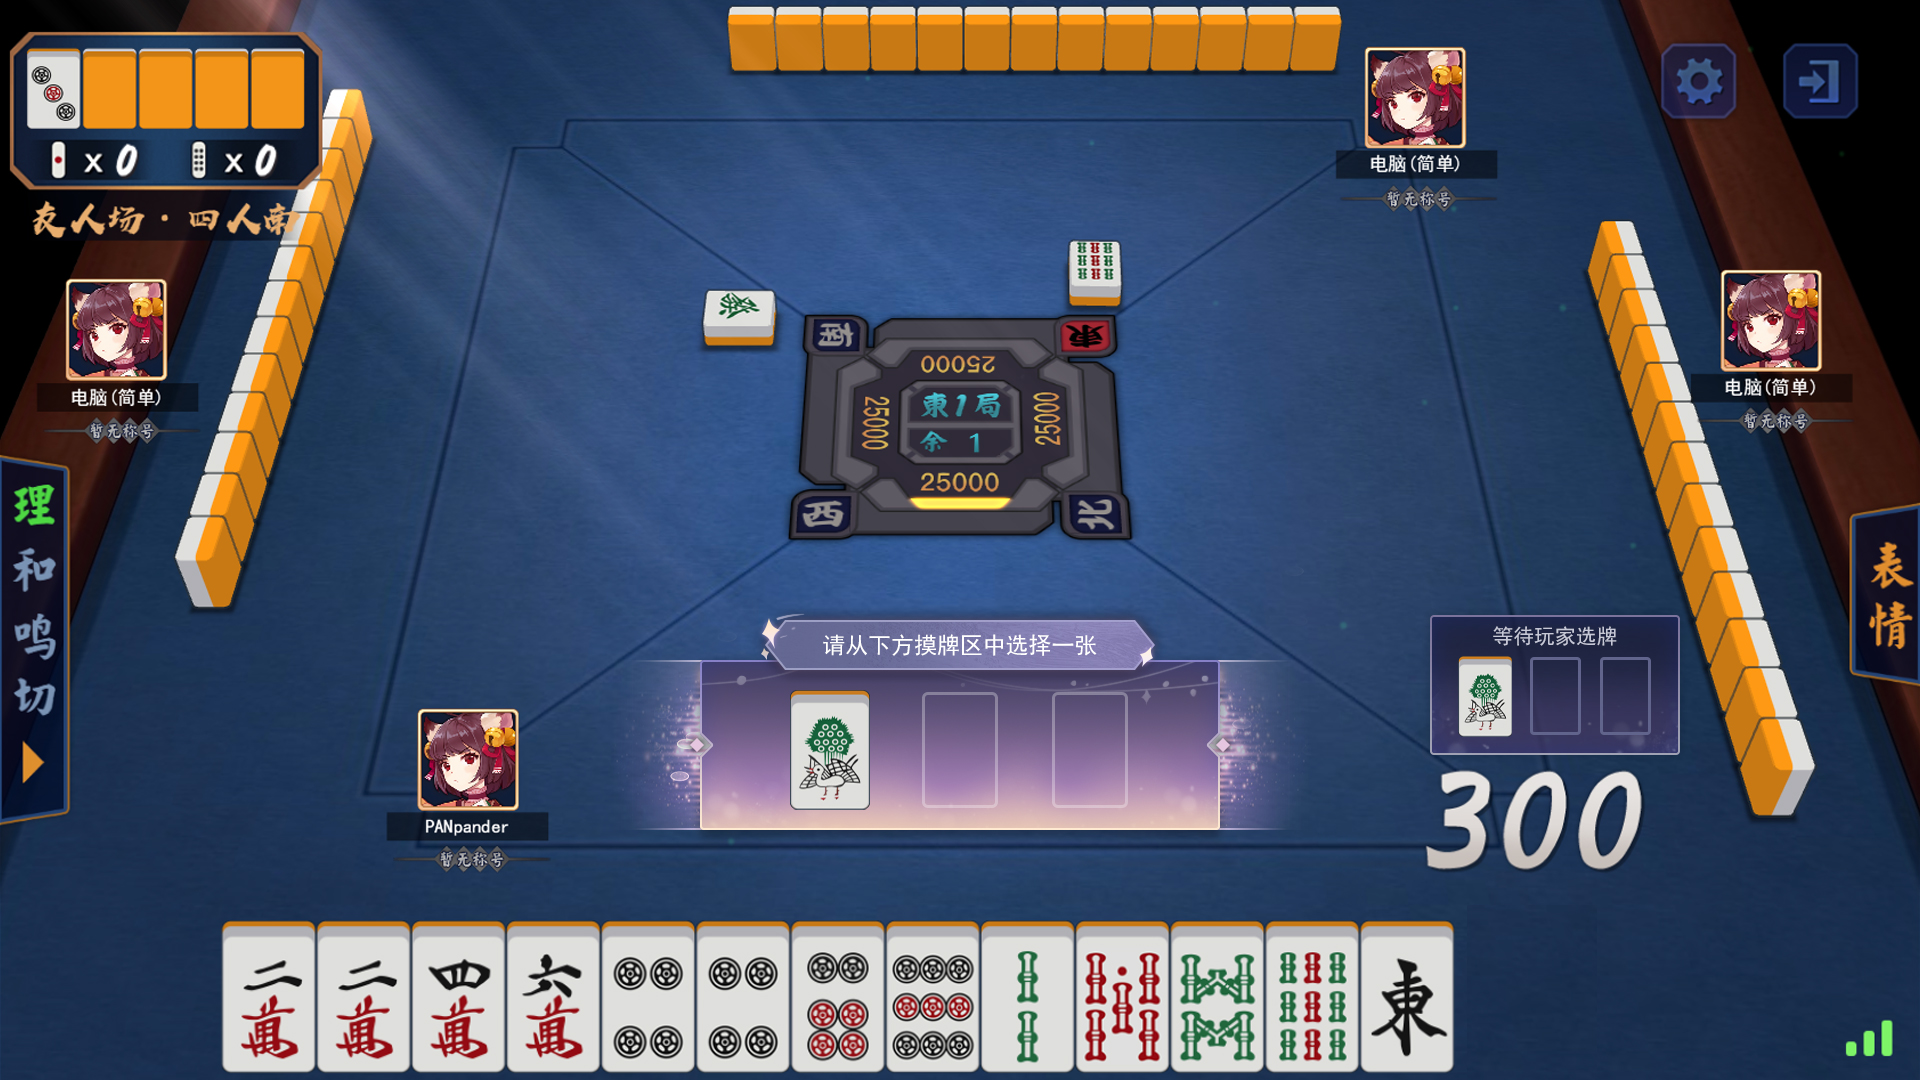 x 0
x 0
友人场·四人南
电脑(简单)
暂无称号
电脑(简单)
暂无称号
电脑(简单)
暂无称号
發
南
東
25000
25000
25000
東1局
余 1
25000
西
北
理
和
鸣
切
表情
请从下方摸牌区中选择一张
等待玩家选牌
300
PANpander
暂无称号
二萬
二萬
四萬
六萬
東